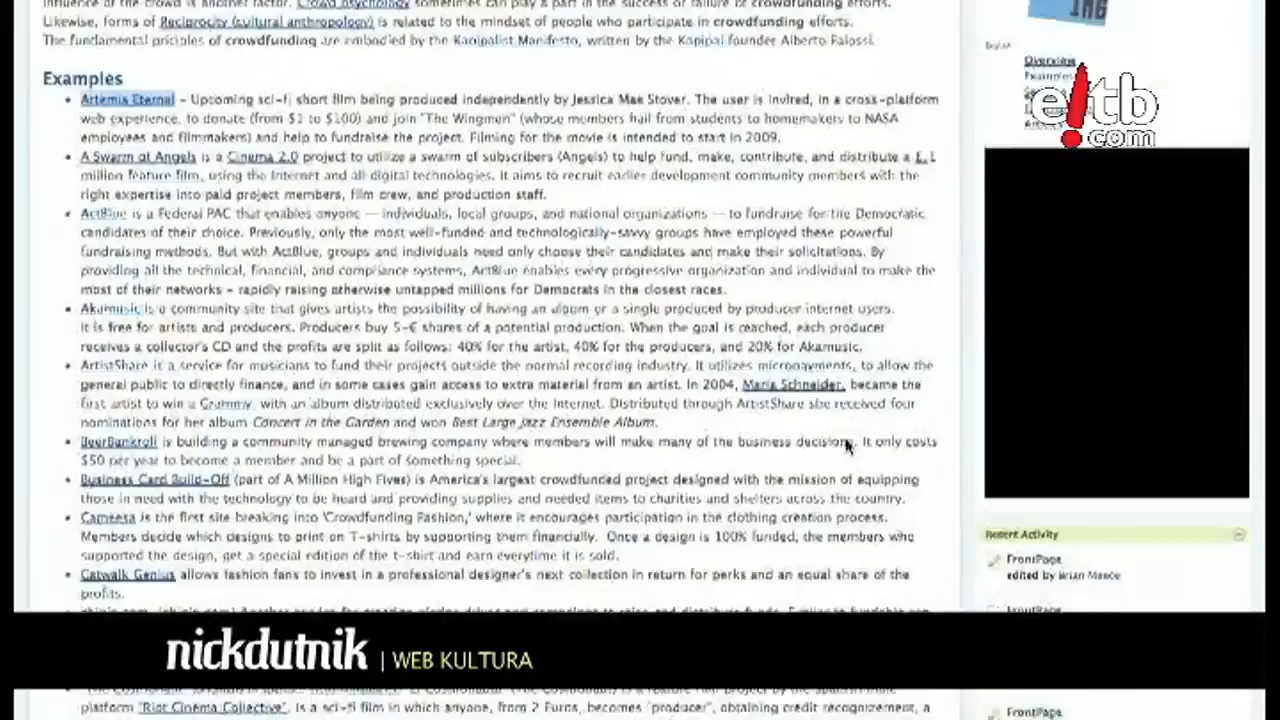 influence of the crowd is another factor. Crowd psychology sometimes can play a part in the success or failure of crowdfunding efforts.
Likewise, forms of Reciprocity (cultural anthropology) is related to the mindset of people who participate in crowdfunding efforts.
The fundamental priciples of crowdfunding are embodied by the Kapipalist Manifesto, written by the Kapipal founder Alberto Falossi.
Examples
Artemis Eternal – Upcoming sci-fi short film being produced independently by Jessica Mae Stover. The user is invited, in a cross-platform
web experience, to donate (from $1 to $100) and join "The Wingmen" (whose members hail from students to homemakers to NASA
employees and filmmakers) and help to fundraise the project. Filming for the movie is intended to start in 2009.
A Swarm of Angels is a Cinema 2.0 project to utilize a swarm of subscribers (Angels) to help fund, make, contribute, and distribute a £.1
million feature film, using the Internet and all digital technologies. It aims to recruit earlier development community members with the
right expertise into paid project members, film crew, and production staff.
ActBlue is a Federal PAC that enables anyone — individuals, local groups, and national organizations — to fundraise for the Democratic
candidates of their choice. Previously, only the most well-funded and technologically-savvy groups have employed these powerful
fundraising methods. But with ActBlue, groups and individuals need only choose their candidates and make their solicitations. By
providing all the technical, financial, and compliance systems, ActBlue enables every progressive organization and individual to make the
most of their networks – rapidly raising otherwise untapped millions for Democrats in the closest races.
Akamusic is a community site that gives artists the possibility of having an album or a single produced by producer internet users.
It is free for artists and producers. Producers buy 5-€ shares of a potential production. When the goal is reached, each producer
receives a collector's CD and the profits are split as follows: 40% for the artist, 40% for the producers, and 20% for Akamusic.
ArtistShare is a service for musicians to fund their projects outside the normal recording industry. It utilizes micropayments, to allow the
general public to directly finance, and in some cases gain access to extra material from an artist. In 2004, Maria Schneider, became the
first artist to win a Grammy with an album distributed exclusively over the Internet. Distributed through ArtistShare she received four
nominations for her album Concert in the Garden and won Best Large Jazz Ensemble Album.
BeerBankroll is building a community managed brewing company where members will make many of the business decisions. It only costs
$50 per year to become a member and be a part of something special.
Business Card Build-Off (part of A Million High Fives) is America's largest crowdfunded project designed with the mission of equipping
those in need with the technology to be heard and providing supplies and needed items to charities and shelters across the country.
Cameesa is the first site breaking into 'Crowdfunding Fashion,' where it encourages participation in the clothing creation process.
Members decide which designs to print on T-shirts by supporting them financially. Once a design is 100% funded, the members who
supported the design, get a special edition of the t-shirt and earn everytime it is sold.
Catwalk Genius allows fashion fans to invest in a professional designer's next collection in return for perks and an equal share of the
profits.
nickdutnik | WEB KULTURA
platform 'Riot Cinema Collective'. is a sci-fi film in which anyone, from 2 Euros, becomes "producer", obtaining credit recognizement, a
Overview
Examples
e!tb
.com
Recent Activity
FrontPage
edited by Brian Meece
FrontPage
FrontPage